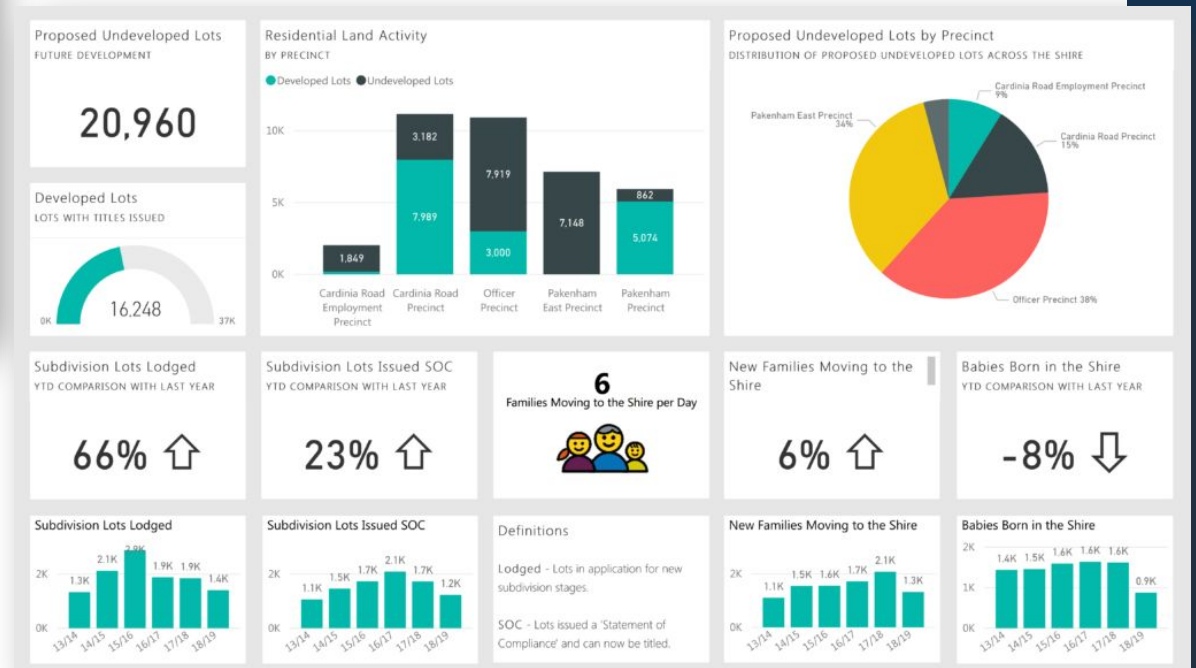 Proposed Undeveloped Lots
FUTURE DEVELOPMENT
20,960
Developed Lots
LOTS WITH TITLES ISSUED
16,248
0K
37K
Residential Land Activity
BY PRECINCT
Developed Lots Undeveloped Lots
10K
5K
0K
1,849
3,182
7,989
7,919
3,000
7,148
862
5,074
Cardinia Road
Employment
Precinct
Cardinia Road
Precinct
Officer
Precinct
Pakenham
East Precinct
Pakenham
Precinct
Proposed Undeveloped Lots by Precinct
DISTRIBUTION OF PROPOSED UNDEVELOPED LOTS ACROSS THE SHIRE
Cardinia Road Employment Precinct
9%
Pakenham East Precinct
34%
Cardinia Road Precinct
15%
Officer Precinct 38%
Subdivision Lots Lodged
YTD COMPARISON WITH LAST YEAR
66%
Subdivision Lots Issued SOC
YTD COMPARISON WITH LAST YEAR
23%
6
Families Moving to the Shire per Day
New Families Moving to the
Shire
6%
Babies Born in the Shire
YTD COMPARISON WITH LAST YEAR
-8%
Subdivision Lots Lodged
2K
0K
1.3K
2.1K
2.9K
1.9K
1.9K
1.4K
13/14
14/15
15/16
16/17
17/18
18/19
Subdivision Lots Issued SOC
2K
0K
1.1K
1.5K
1.7K
2.1K
1.7K
1.2K
13/14
14/15
15/16
16/17
17/18
18/19
Definitions
Lodged - Lots in application for new
subdivision stages.
SOC - Lots issued a 'Statement of
Compliance' and can now be titled.
New Families Moving to the Shire
2K
0K
1.1K
1.5K
1.6K
1.7K
2.1K
1.3K
13/14
14/15
15/16
16/17
17/18
18/19
Babies Born in the Shire
2K
1K
0K
1.4K
1.5K
1.6K
1.6K
1.6K
0.9K
13/14
14/15
15/16
16/17
17/18
18/19